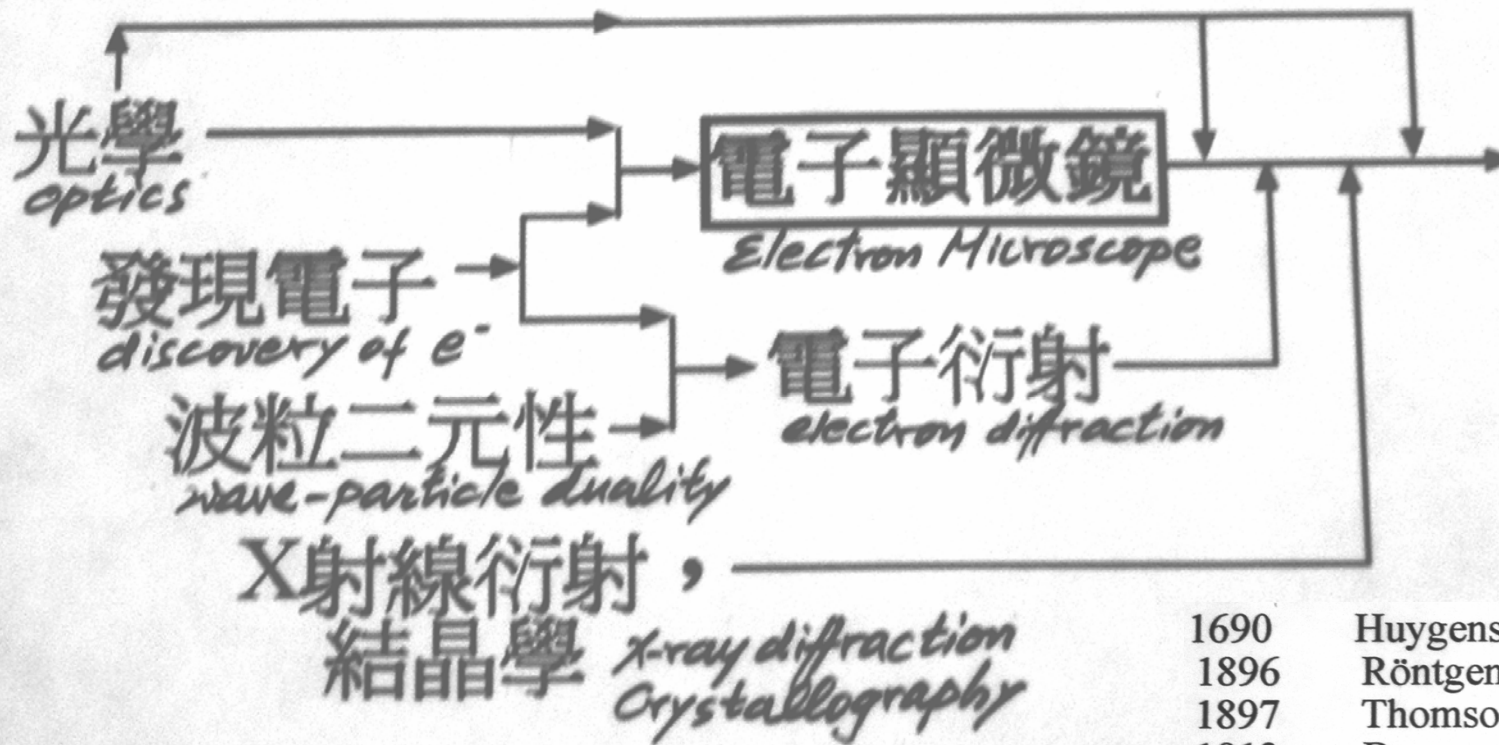 光學
optics
電子顯微鏡
Electron Microscope
發現電子
discovery of e⁻
電子衍射
electron diffraction
波粒二元性
wave-particle duality
X射線衍射，
結晶學
X-ray diffraction
Crystallography
1690 Huygens
1896 Röntgen
1897